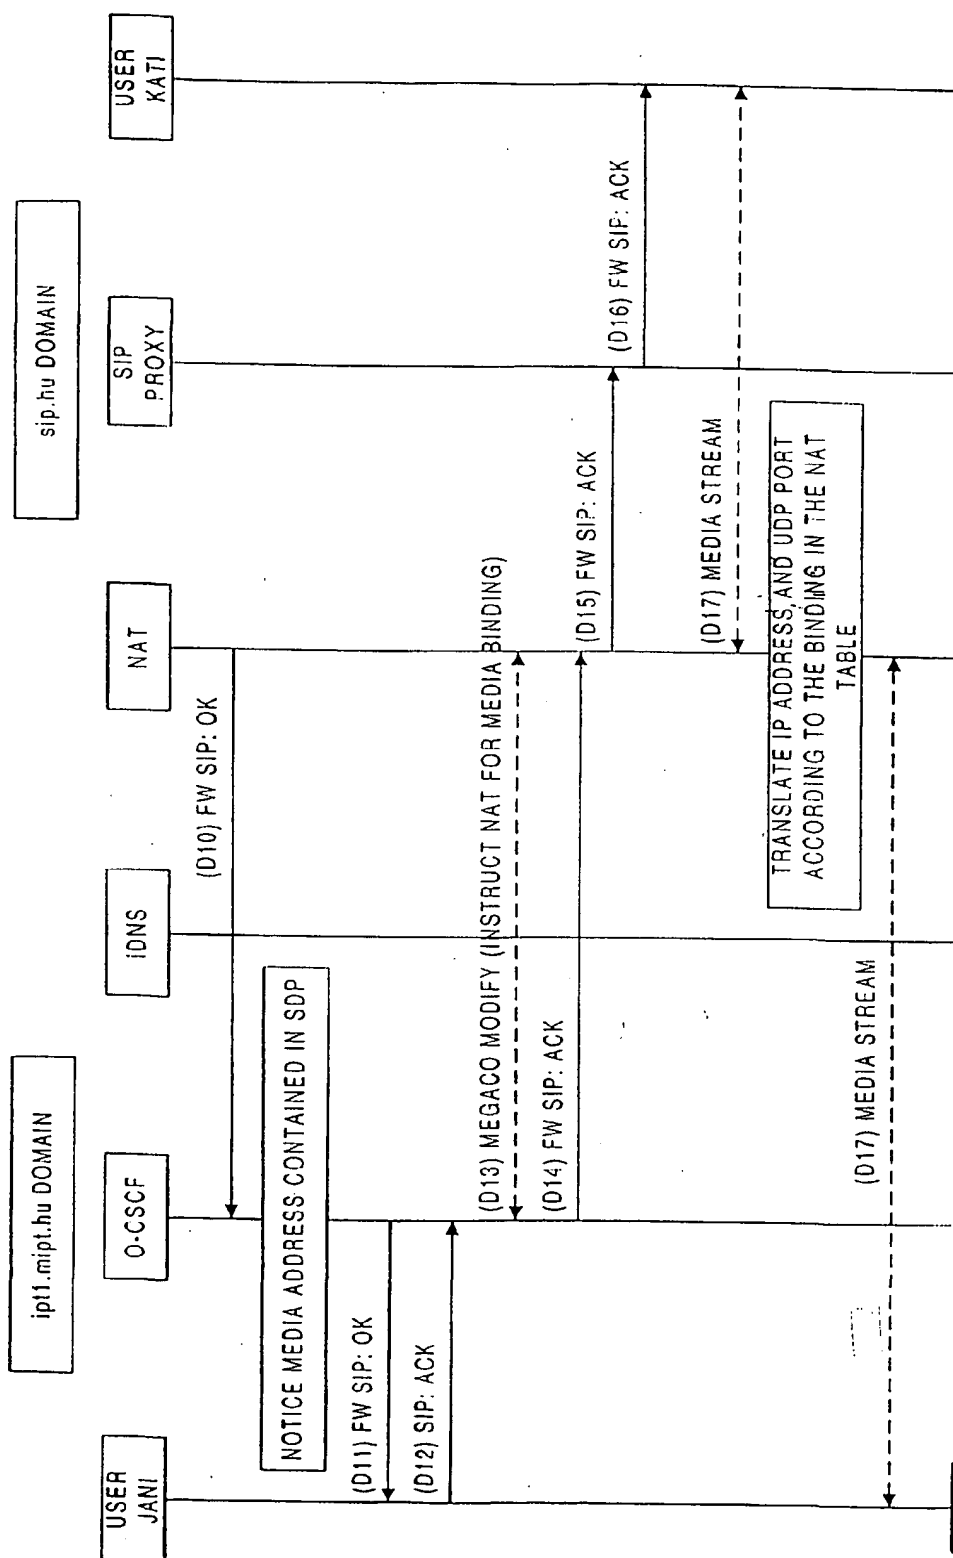 ipt1.mipt.hu DOMAIN
sip.hu DOMAIN
USER
JANI
O-CSCF
iDNS
NAT
SIP
PROXY
USER
KATI
(D10) FW SIP: OK
NOTICE MEDIA ADDRESS CONTAINED IN SDP
(D11) FW SIP: OK
(D12) SIP: ACK
(D13) MEGACO MODIFY (INSTRUCT NAT FOR MEDIA BINDING)
(D14) FW SIP: ACK
(D15) FW SIP: ACK
(D16) FW SIP: ACK
(D17) MEDIA STREAM
TRANSLATE IP ADDRESS, AND UDP PORT
ACCORDING TO THE BINDING IN THE NAT
TABLE
(D17) MEDIA STREAM